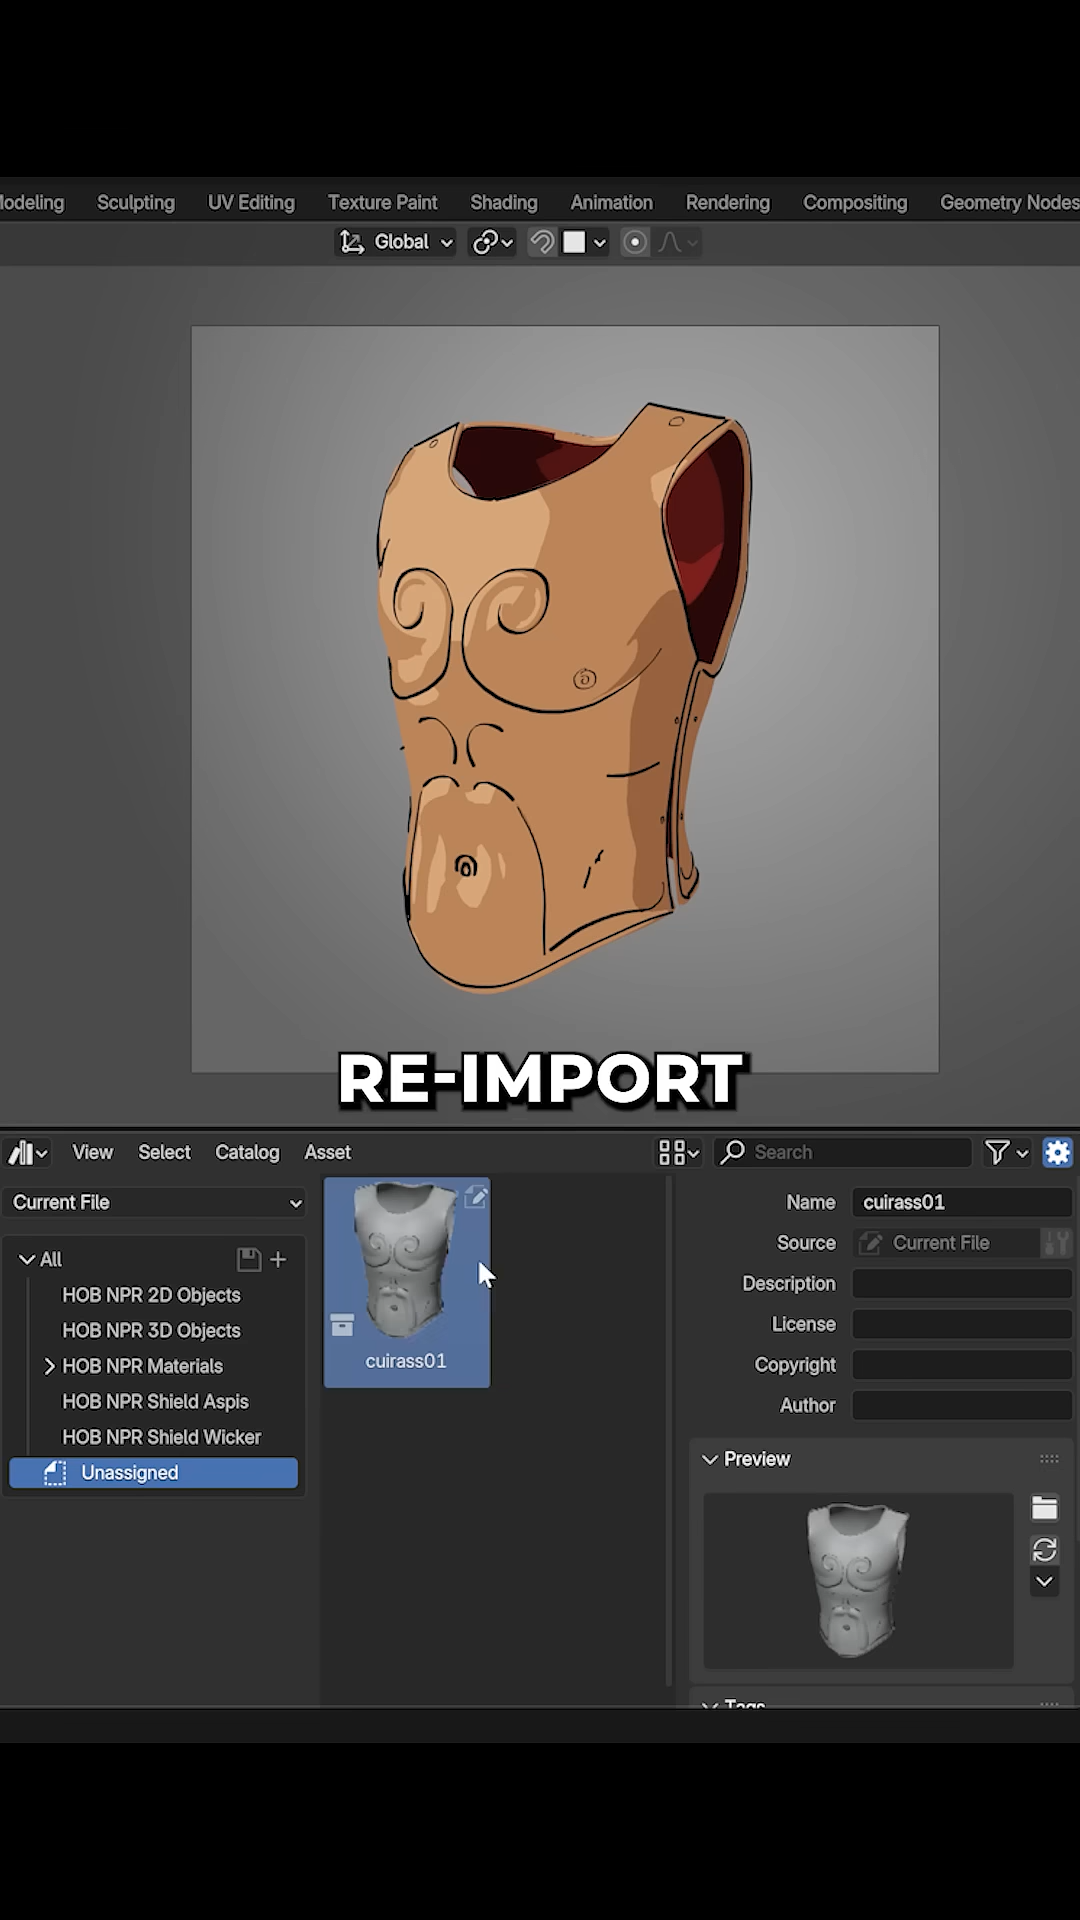 Modeling Sculpting UV Editing Texture Paint Shading Animation Rendering Compositing Geometry Nodes
Global
RE-IMPORT
View Select Catalog Asset Search
Current File
All
HOB NPR 2D Objects
HOB NPR 3D Objects
HOB NPR Materials
HOB NPR Shield Aspis
HOB NPR Shield Wicker
Unassigned
cuirass01
Name cuirass01
Source Current File
Description
License
Copyright
Author
Preview
Tags